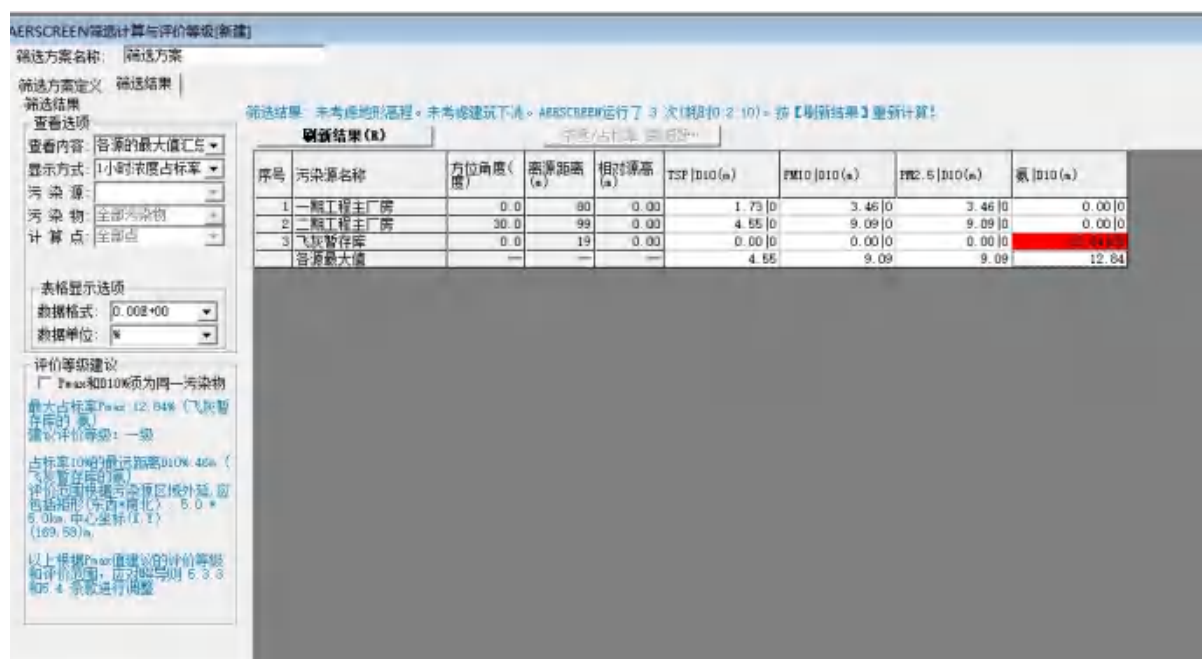 AERSCREEN筛选计算与评价等级[新建]
筛选方案名称: 筛选方案
筛选方案定义 筛选结果
筛选结果
查看选项
查看内容: 各源的最大值汇总
显示方式: 1小时浓度占标率
污 染 源:
污 染 物: 全部污染物
计 算 点: 全部点
表格显示选项
数据格式: 0.00E+00
数据单位: %
评价等级建议
Pmax和D10%须为同一污染物
最大占标率Pmax:12.84% (飞灰暂
存库的 氨)
建议评价等级: 一级
占标率10%的最远距离D10%:46m (
飞灰暂存库的氨)
评价范围根据污染源区域外延,应
包括矩形(东西*南北): 5.0 *
5.0km,中心坐标(X,Y)
(169,58)m.
以上根据Pmax值建议的评价等级
和评价范围, 应对照导则 5.3.3
和5.4 条款进行调整
筛选结果: 未考虑地形高程。未考虑建筑下洗。AERSCREEN运行了 3 次(耗时0:2:10)。按【刷新结果】重新计算!
刷新结果(R)
序号 污染源名称 方位角度(度) 离源距离(m) 相对源高(m) TSP|D10(m) PM10|D10(m) PM2.5|D10(m) 氨|D10(m)
1 一期工程主厂房 0.0 80 0.00 1.73|0 3.46|0 3.46|0 0.00|0
2 二期工程主厂房 30.0 99 0.00 4.55|0 9.09|0 9.09|0 0.00|0
3 飞灰暂存库 0.0 19 0.00 0.00|0 0.00|0 0.00|0
各源最大值 — — — 4.55 9.09 9.09 12.84